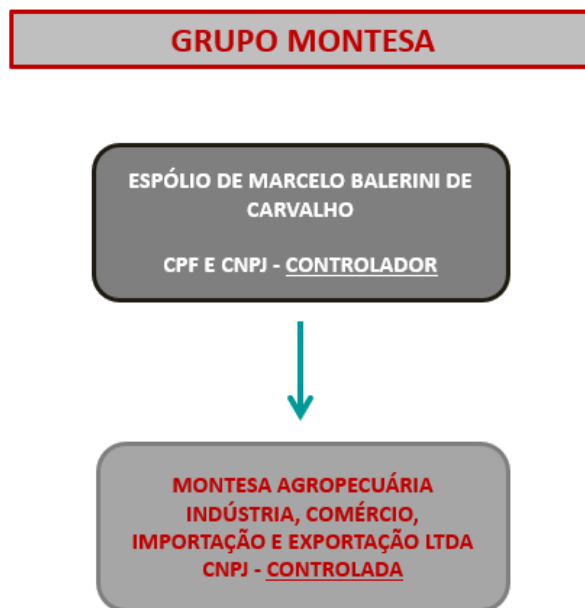 GRUPO MONTESA
ESPÓLIO DE MARCELO BALERINI DE
CARVALHO
CPF E CNPJ - CONTROLADOR
MONTESA AGROPECUÁRIA
INDÚSTRIA, COMÉRCIO,
IMPORTAÇÃO E EXPORTAÇÃO LTDA
CNPJ - CONTROLADA